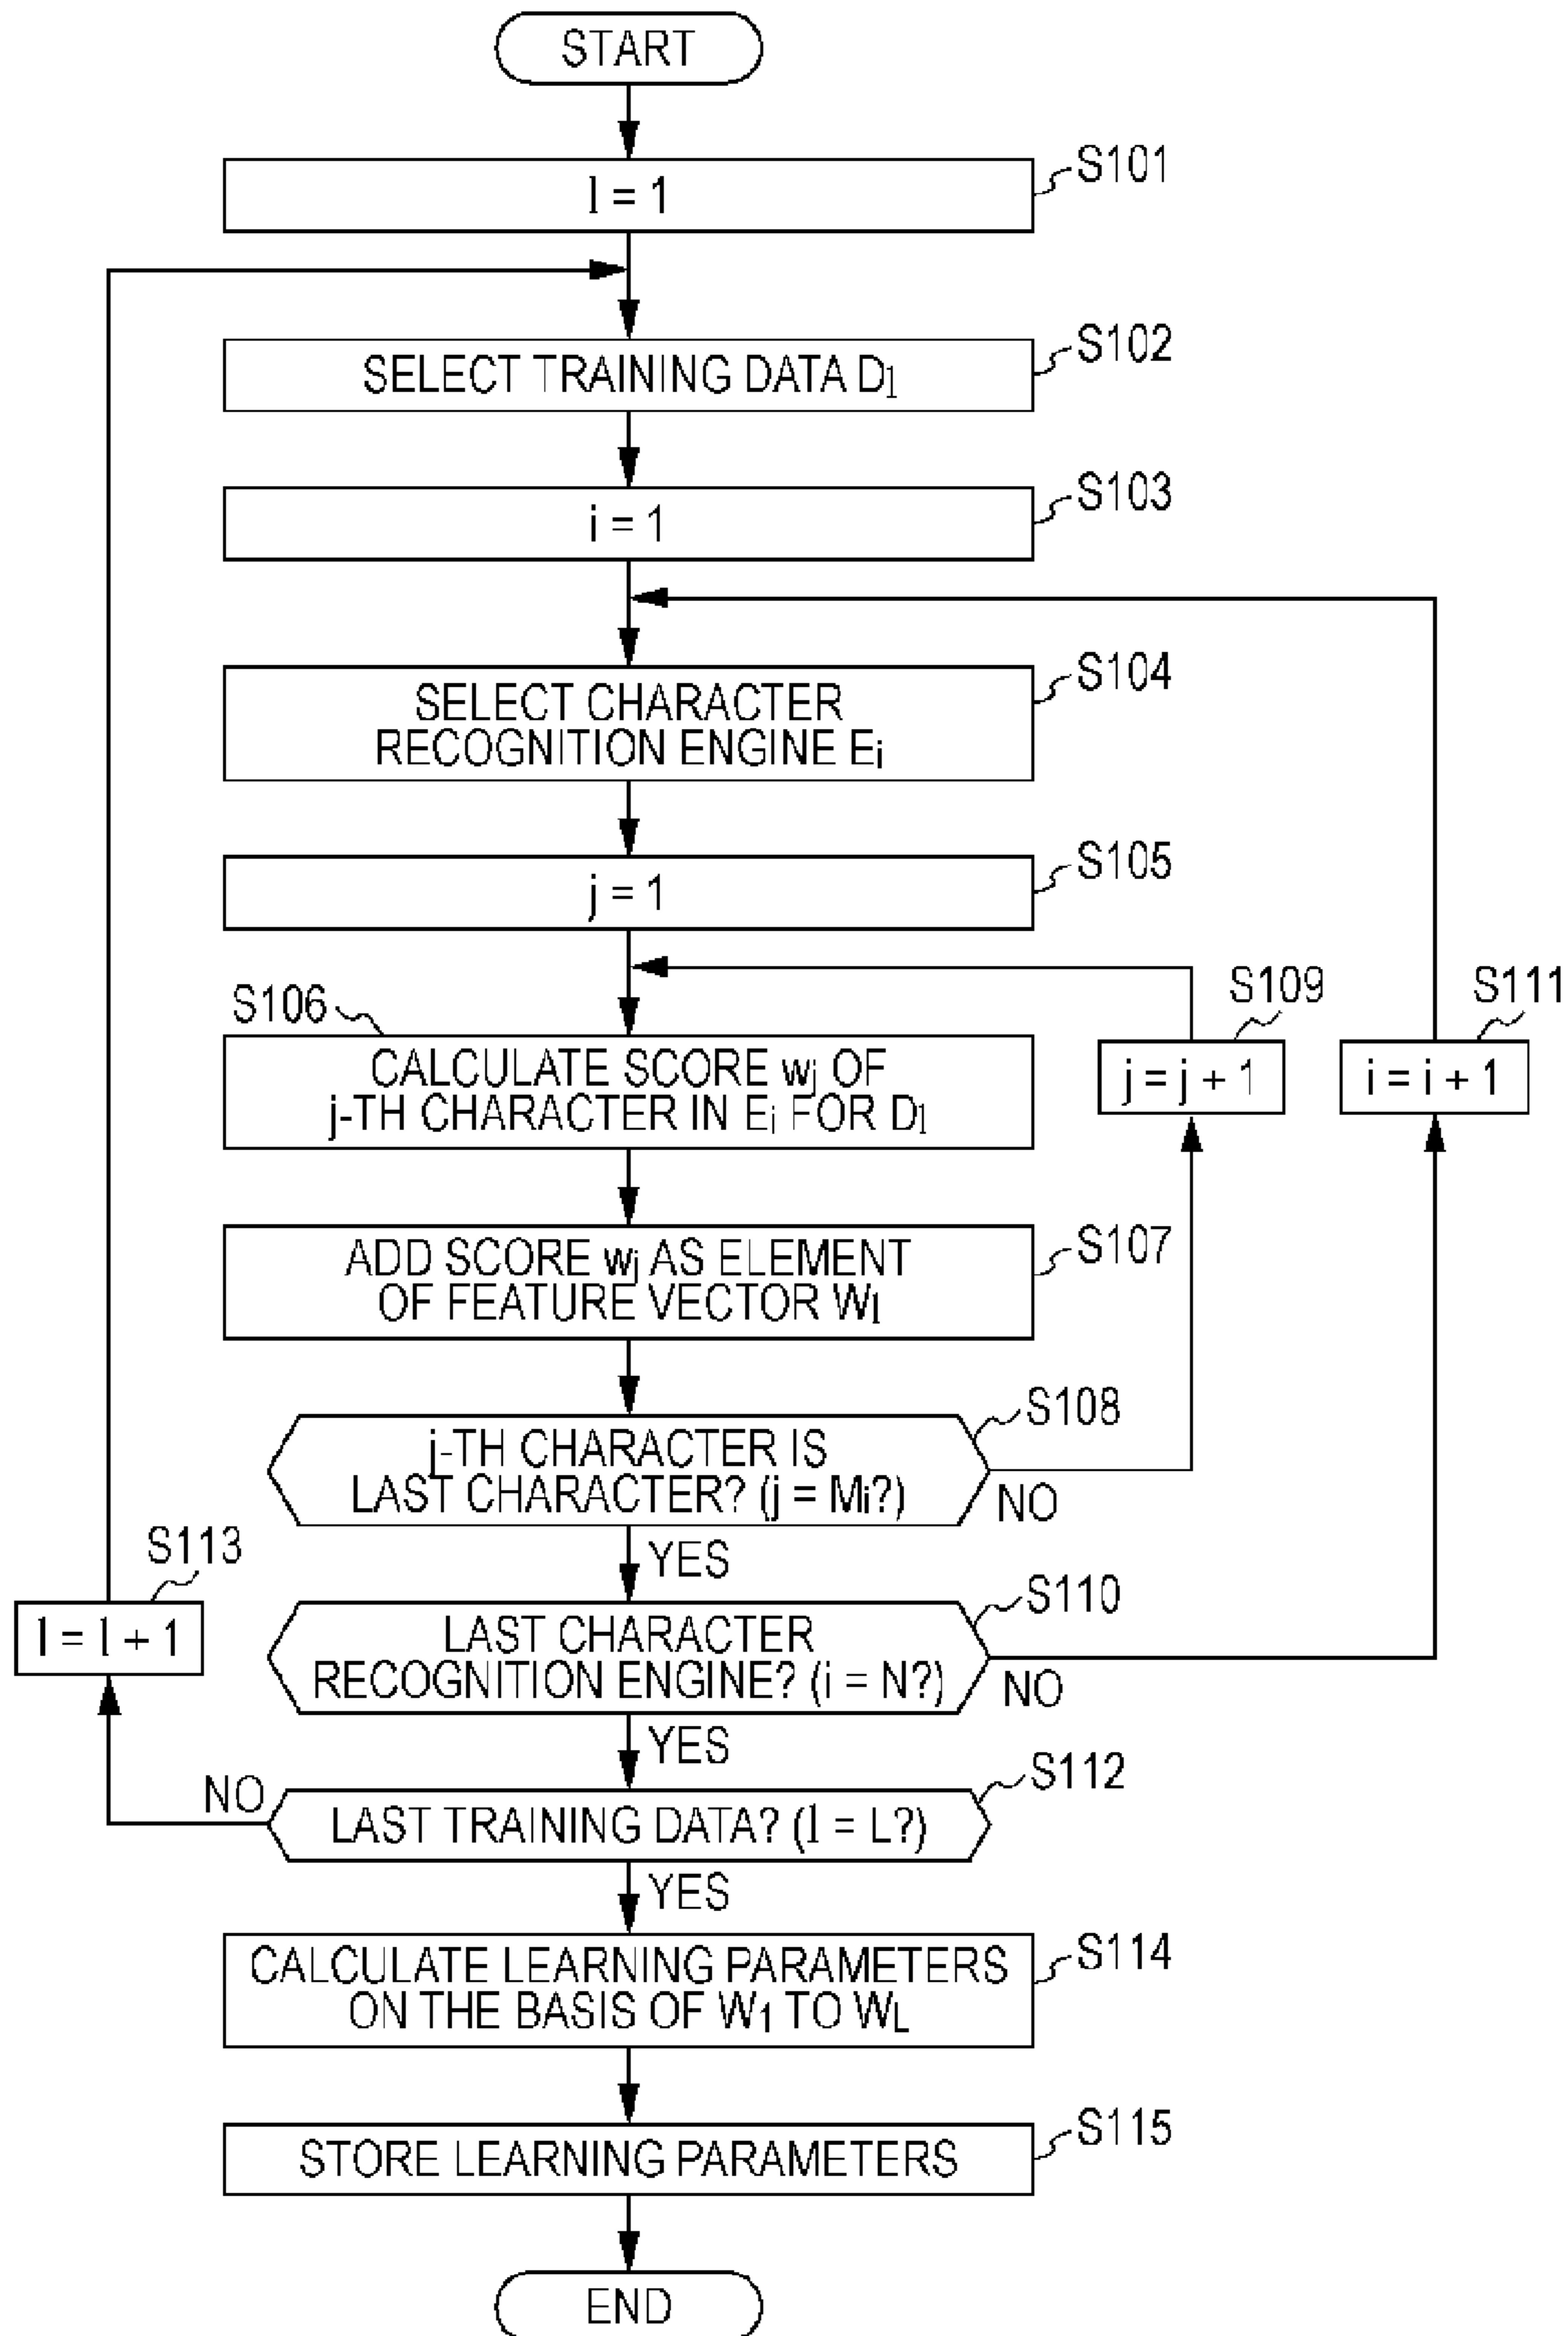 START
l = 1
S101
SELECT TRAINING DATA Dl
S102
i = 1
S103
SELECT CHARACTER
RECOGNITION ENGINE Ei
S104
j = 1
S105
S106
CALCULATE SCORE wj OF
j-TH CHARACTER IN Ei FOR Dl
S109
j = j + 1
S111
i = i + 1
ADD SCORE wj AS ELEMENT
OF FEATURE VECTOR Wl
S107
j-TH CHARACTER IS
LAST CHARACTER? (j = Mi?)
S108
NO
YES
S113
l = l + 1
LAST CHARACTER
RECOGNITION ENGINE? (i = N?)
S110
NO
YES
NO
LAST TRAINING DATA? (l = L?)
S112
YES
CALCULATE LEARNING PARAMETERS
ON THE BASIS OF W1 TO WL
S114
STORE LEARNING PARAMETERS
S115
END